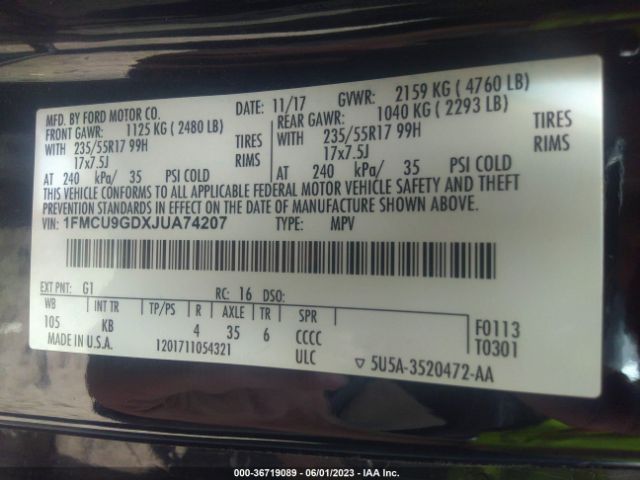 MFD. BY FORD MOTOR CO. DATE: 11/17 GVWR: 2159 KG ( 4760 LB)
FRONT GAWR: 1125 KG ( 2480 LB) REAR GAWR: 1040 KG ( 2293 LB)
WITH 235/55R17 99H TIRES WITH 235/55R17 99H TIRES
17x7.5J RIMS 17x7.5J RIMS
AT 240 kPa/ 35 PSI COLD AT 240 kPa/ 35 PSI COLD
THIS VEHICLE CONFORMS TO ALL APPLICABLE FEDERAL MOTOR VEHICLE SAFETY AND THEFT
PREVENTION STANDARDS IN EFFECT ON THE DATE OF MANUFACTURE SHOWN ABOVE.
VIN: 1FMCU9GDXJUA74207 TYPE: MPV
EXT PNT: G1 RC: 16 DSO:
WB INT TR TP/PS R AXLE TR SPR
105 KB 4 35 6 CCCC F0113
MADE IN U.S.A. 1201711054321 ULC T0301
▽ 5U5A-3520472-AA
000-36719089 - 06/01/2023 - IAA Inc.